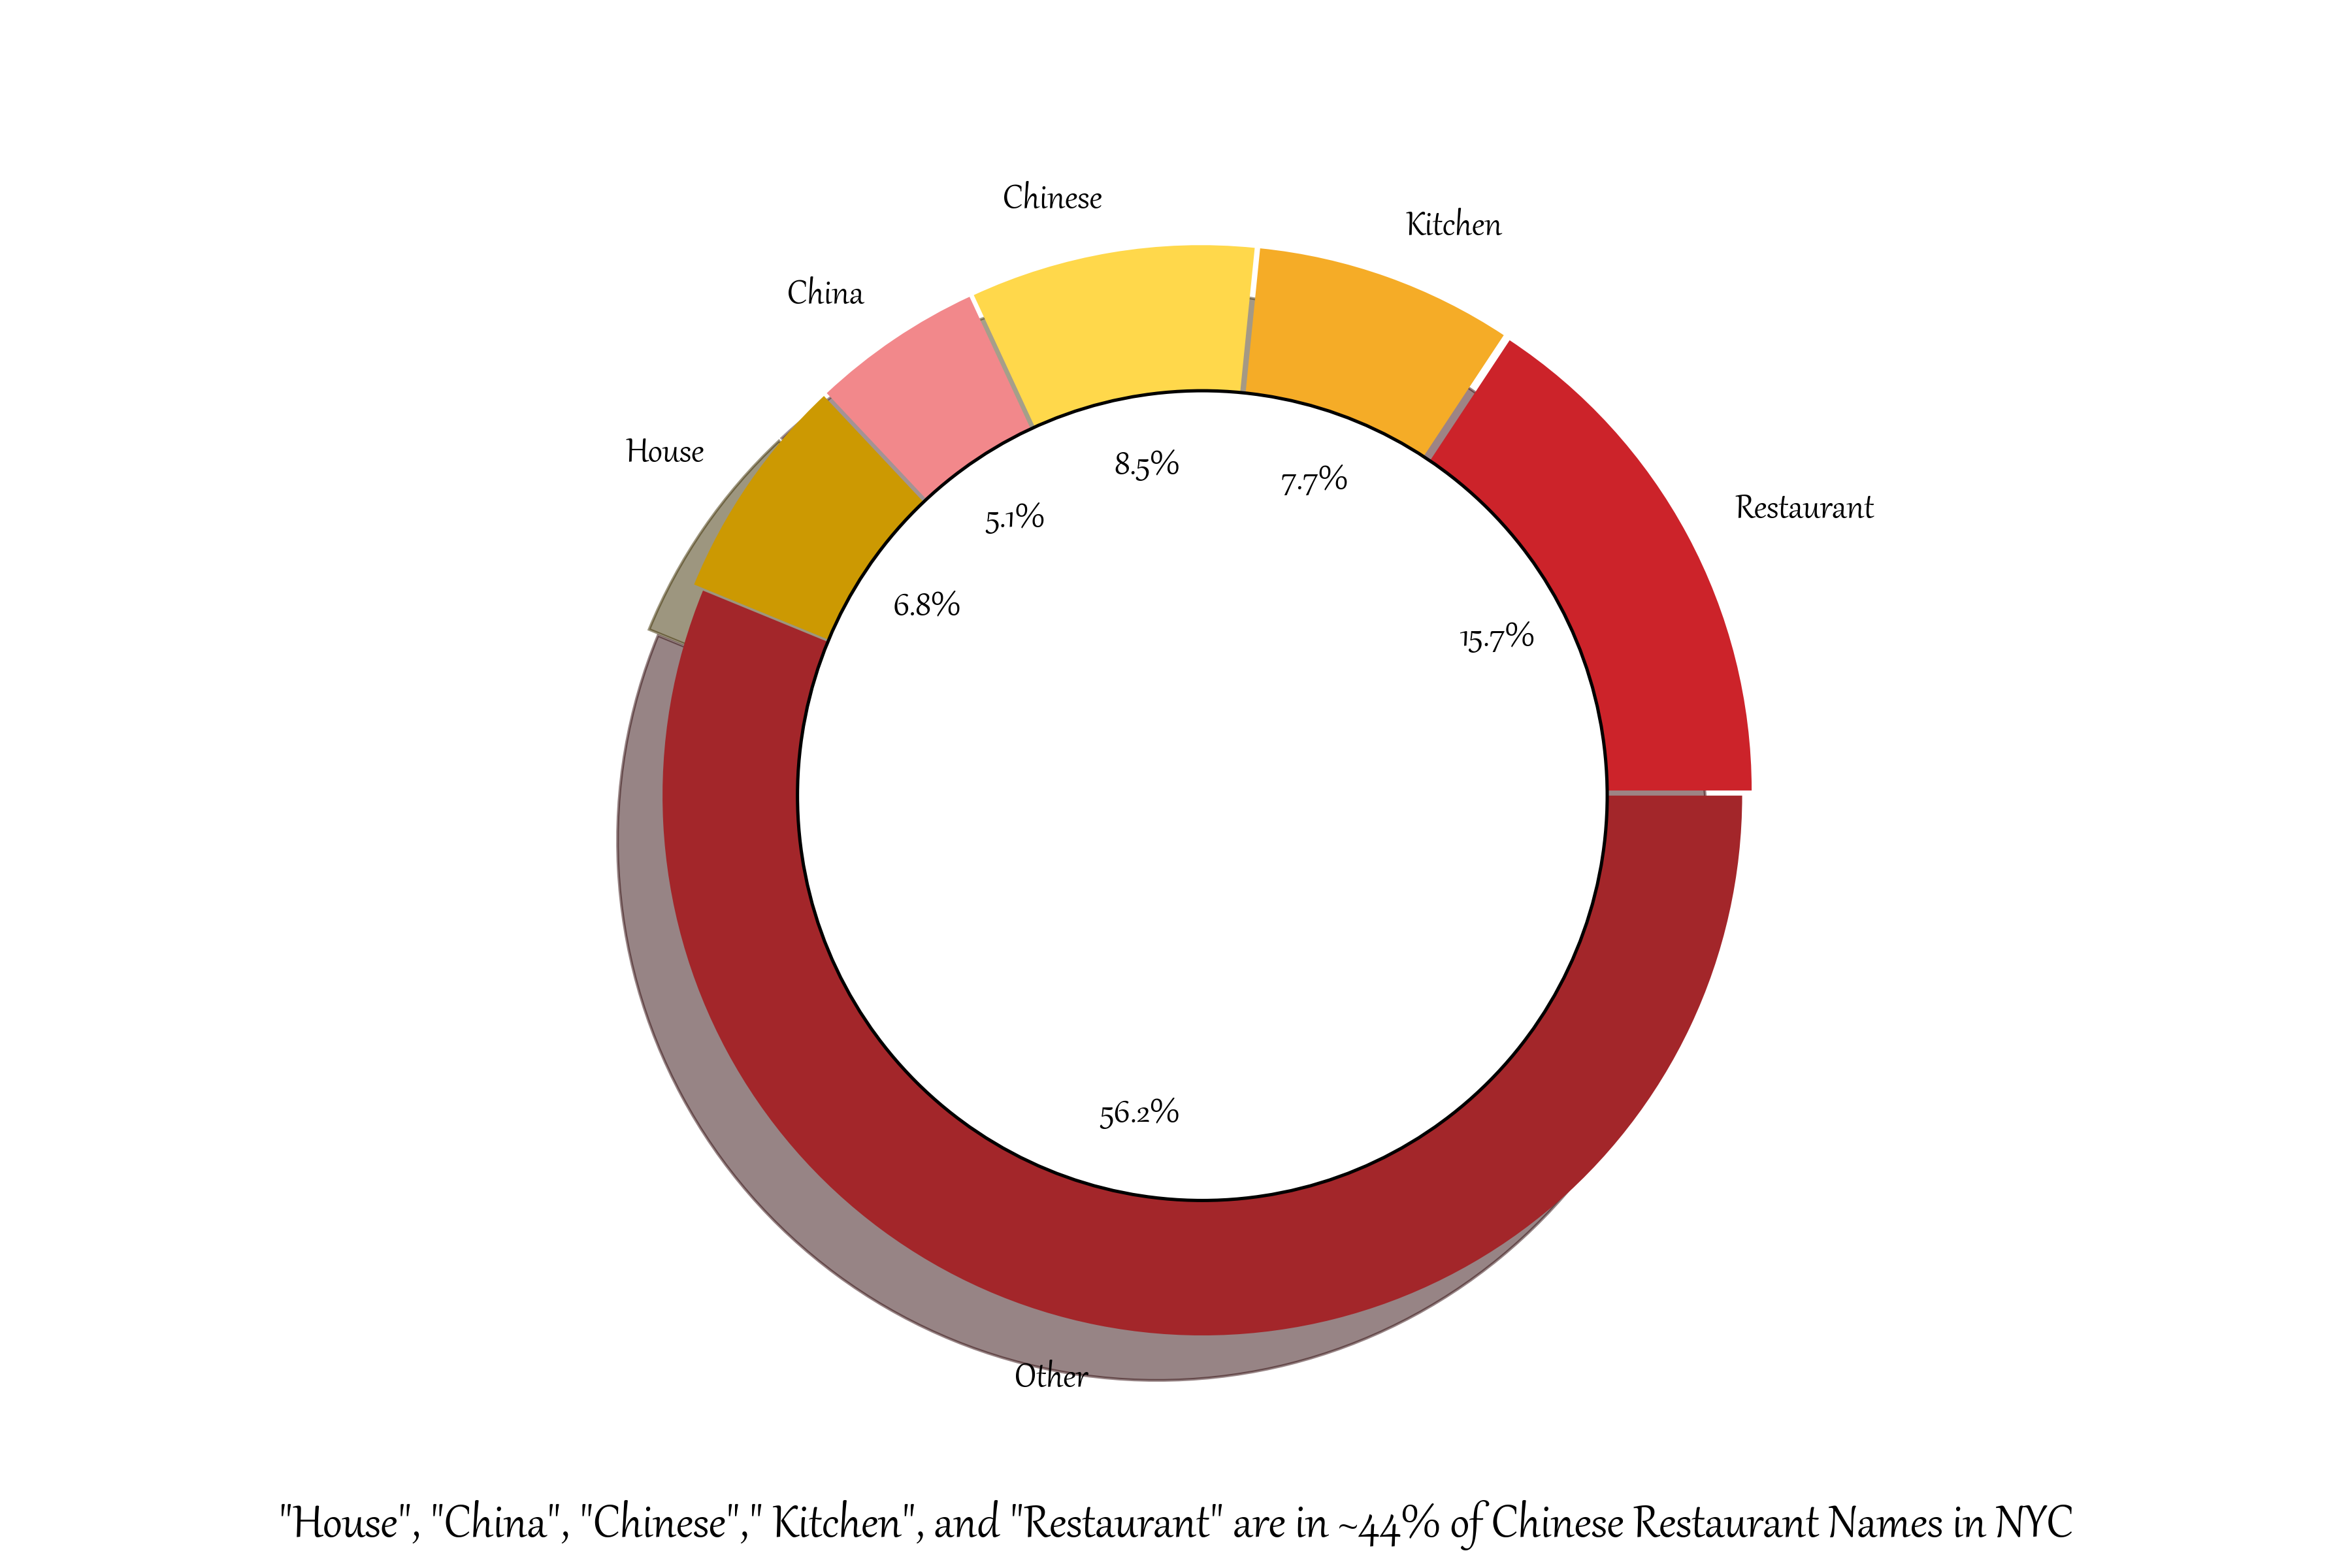 Chinese
Kitchen
China
House
Restaurant
8.5%
7.7%
5.1%
6.8%
15.7%
56.2%
Other
"House", "China", "Chinese"," Kitchen", and "Restaurant" are in ~44% of Chinese Restaurant Names in NYC